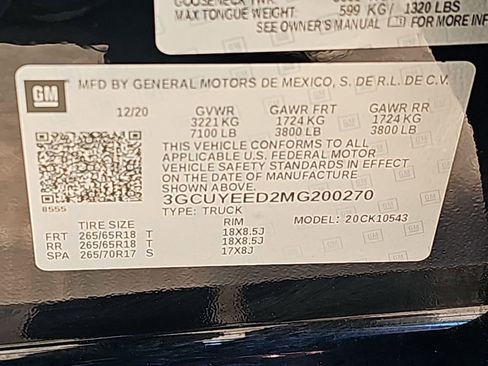 MAX TONGUE WEIGHT: 599 KG / 1320 LBS
SEE OWNER'S MANUAL FOR MORE INF
GM
MFD BY GENERAL MOTORS DE MEXICO, S. DE R.L. DE C.V.
12/20 GVWR GAWR FRT GAWR RR
3221 KG 1724 KG 1724 KG
7100 LB 3800 LB 3800 LB
THIS VEHICLE CONFORMS TO ALL
APPLICABLE U.S. FEDERAL MOTOR
VEHICLE SAFETY STANDARDS IN EFFECT
ON THE DATE OF MANUFACTURE
SHOWN ABOVE.
3GCUYEED2MG200270
8555
TYPE: TRUCK MODEL: 20CK10543
TIRE SIZE RIM
FRT 265/65R18 T 18X8.5J
RR 265/65R18 T 18X8.5J
SPA 265/70R17 S 17X8J